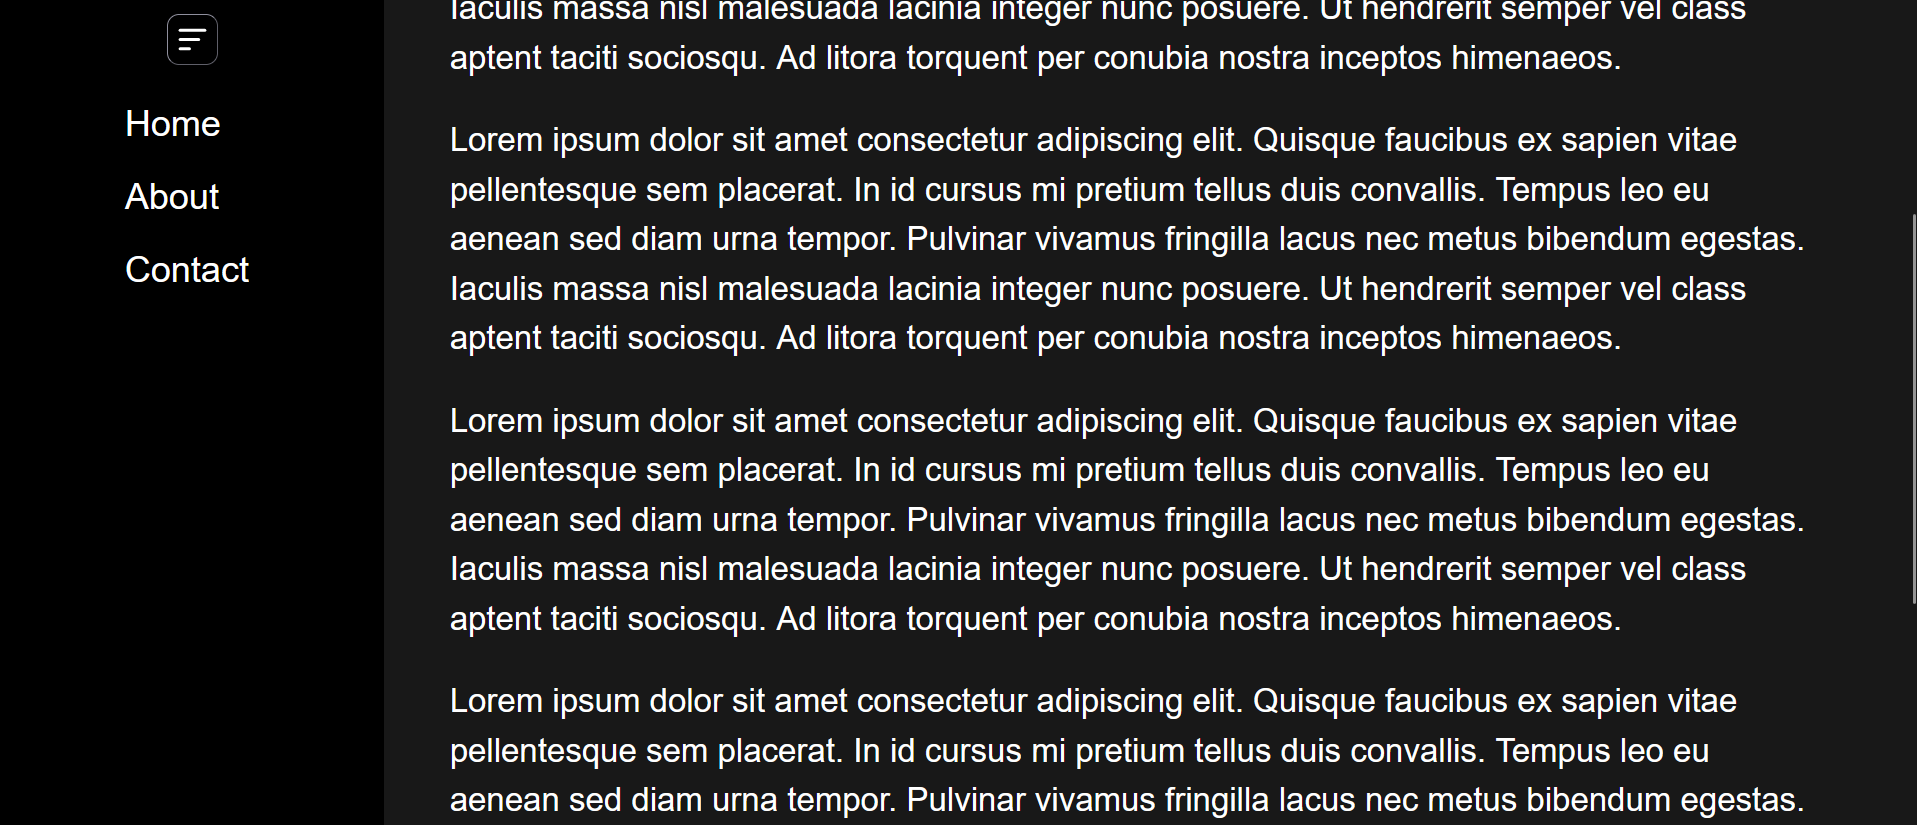 Home
About
Contact
Iaculis massa nisl malesuada lacinia integer nunc posuere. Ut hendrerit semper vel class
aptent taciti sociosqu. Ad litora torquent per conubia nostra inceptos himenaeos.
Lorem ipsum dolor sit amet consectetur adipiscing elit. Quisque faucibus ex sapien vitae
pellentesque sem placerat. In id cursus mi pretium tellus duis convallis. Tempus leo eu
aenean sed diam urna tempor. Pulvinar vivamus fringilla lacus nec metus bibendum egestas.
Iaculis massa nisl malesuada lacinia integer nunc posuere. Ut hendrerit semper vel class
aptent taciti sociosqu. Ad litora torquent per conubia nostra inceptos himenaeos.
Lorem ipsum dolor sit amet consectetur adipiscing elit. Quisque faucibus ex sapien vitae
pellentesque sem placerat. In id cursus mi pretium tellus duis convallis. Tempus leo eu
aenean sed diam urna tempor. Pulvinar vivamus fringilla lacus nec metus bibendum egestas.
Iaculis massa nisl malesuada lacinia integer nunc posuere. Ut hendrerit semper vel class
aptent taciti sociosqu. Ad litora torquent per conubia nostra inceptos himenaeos.
Lorem ipsum dolor sit amet consectetur adipiscing elit. Quisque faucibus ex sapien vitae
pellentesque sem placerat. In id cursus mi pretium tellus duis convallis. Tempus leo eu
aenean sed diam urna tempor. Pulvinar vivamus fringilla lacus nec metus bibendum egestas.